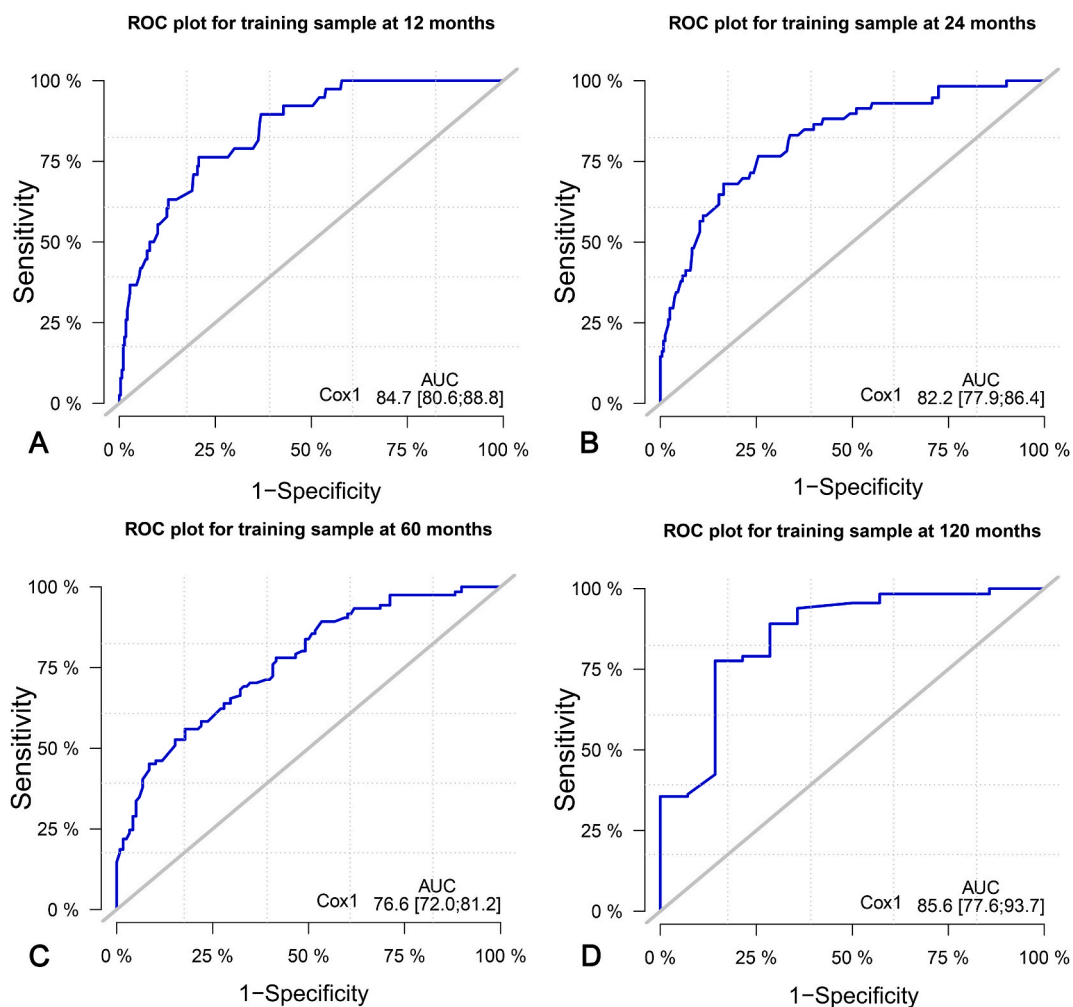 ROC plot for training sample at 12 months
100 %
75 %
50 %
25 %
0 %
Sensitivity
AUC
Cox1 84.7 [80.6;88.8]
0 % 25 % 50 % 75 % 100 %
1−Specificity
A
ROC plot for training sample at 24 months
100 %
75 %
50 %
25 %
0 %
Sensitivity
AUC
Cox1 82.2 [77.9;86.4]
0 % 25 % 50 % 75 % 100 %
1−Specificity
B
ROC plot for training sample at 60 months
100 %
75 %
50 %
25 %
0 %
Sensitivity
AUC
Cox1 76.6 [72.0;81.2]
0 % 25 % 50 % 75 % 100 %
1−Specificity
C
ROC plot for training sample at 120 months
100 %
75 %
50 %
25 %
0 %
Sensitivity
AUC
Cox1 85.6 [77.6;93.7]
0 % 25 % 50 % 75 % 100 %
1−Specificity
D